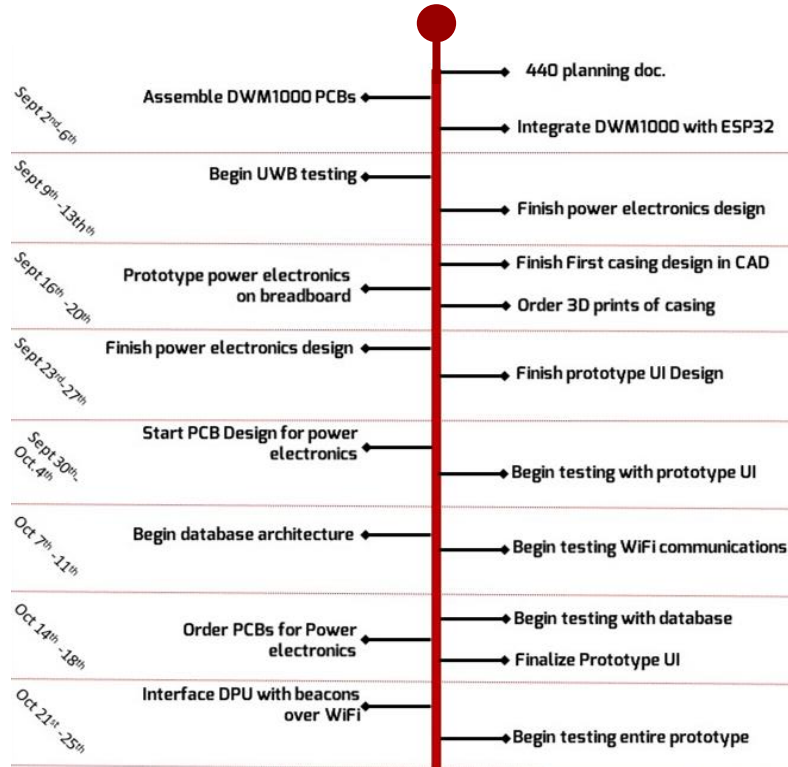 440 planning doc.
Assemble DWM1000 PCBs
Sept 2nd-6th
Integrate DWM1000 with ESP32
Begin UWB testing
Sept 9th -13thth
Finish power electronics design
Finish First casing design in CAD
Sept 16th -20th
Prototype power electronics
on breadboard
Order 3D prints of casing
Finish power electronics design
Sept 23rd-27th
Finish prototype UI Design
Start PCB Design for power
electronics
Sept 30th-
Oct.4th
Begin testing with prototype UI
Begin database architecture
Oct 7th -11th
Begin testing WiFi communications
Begin testing with database
Oct 14th -18th
Order PCBs for Power
electronics
Finalize Prototype UI
Interface DPU with beacons
over WiFi
Oct 21st -25th
Begin testing entire prototype